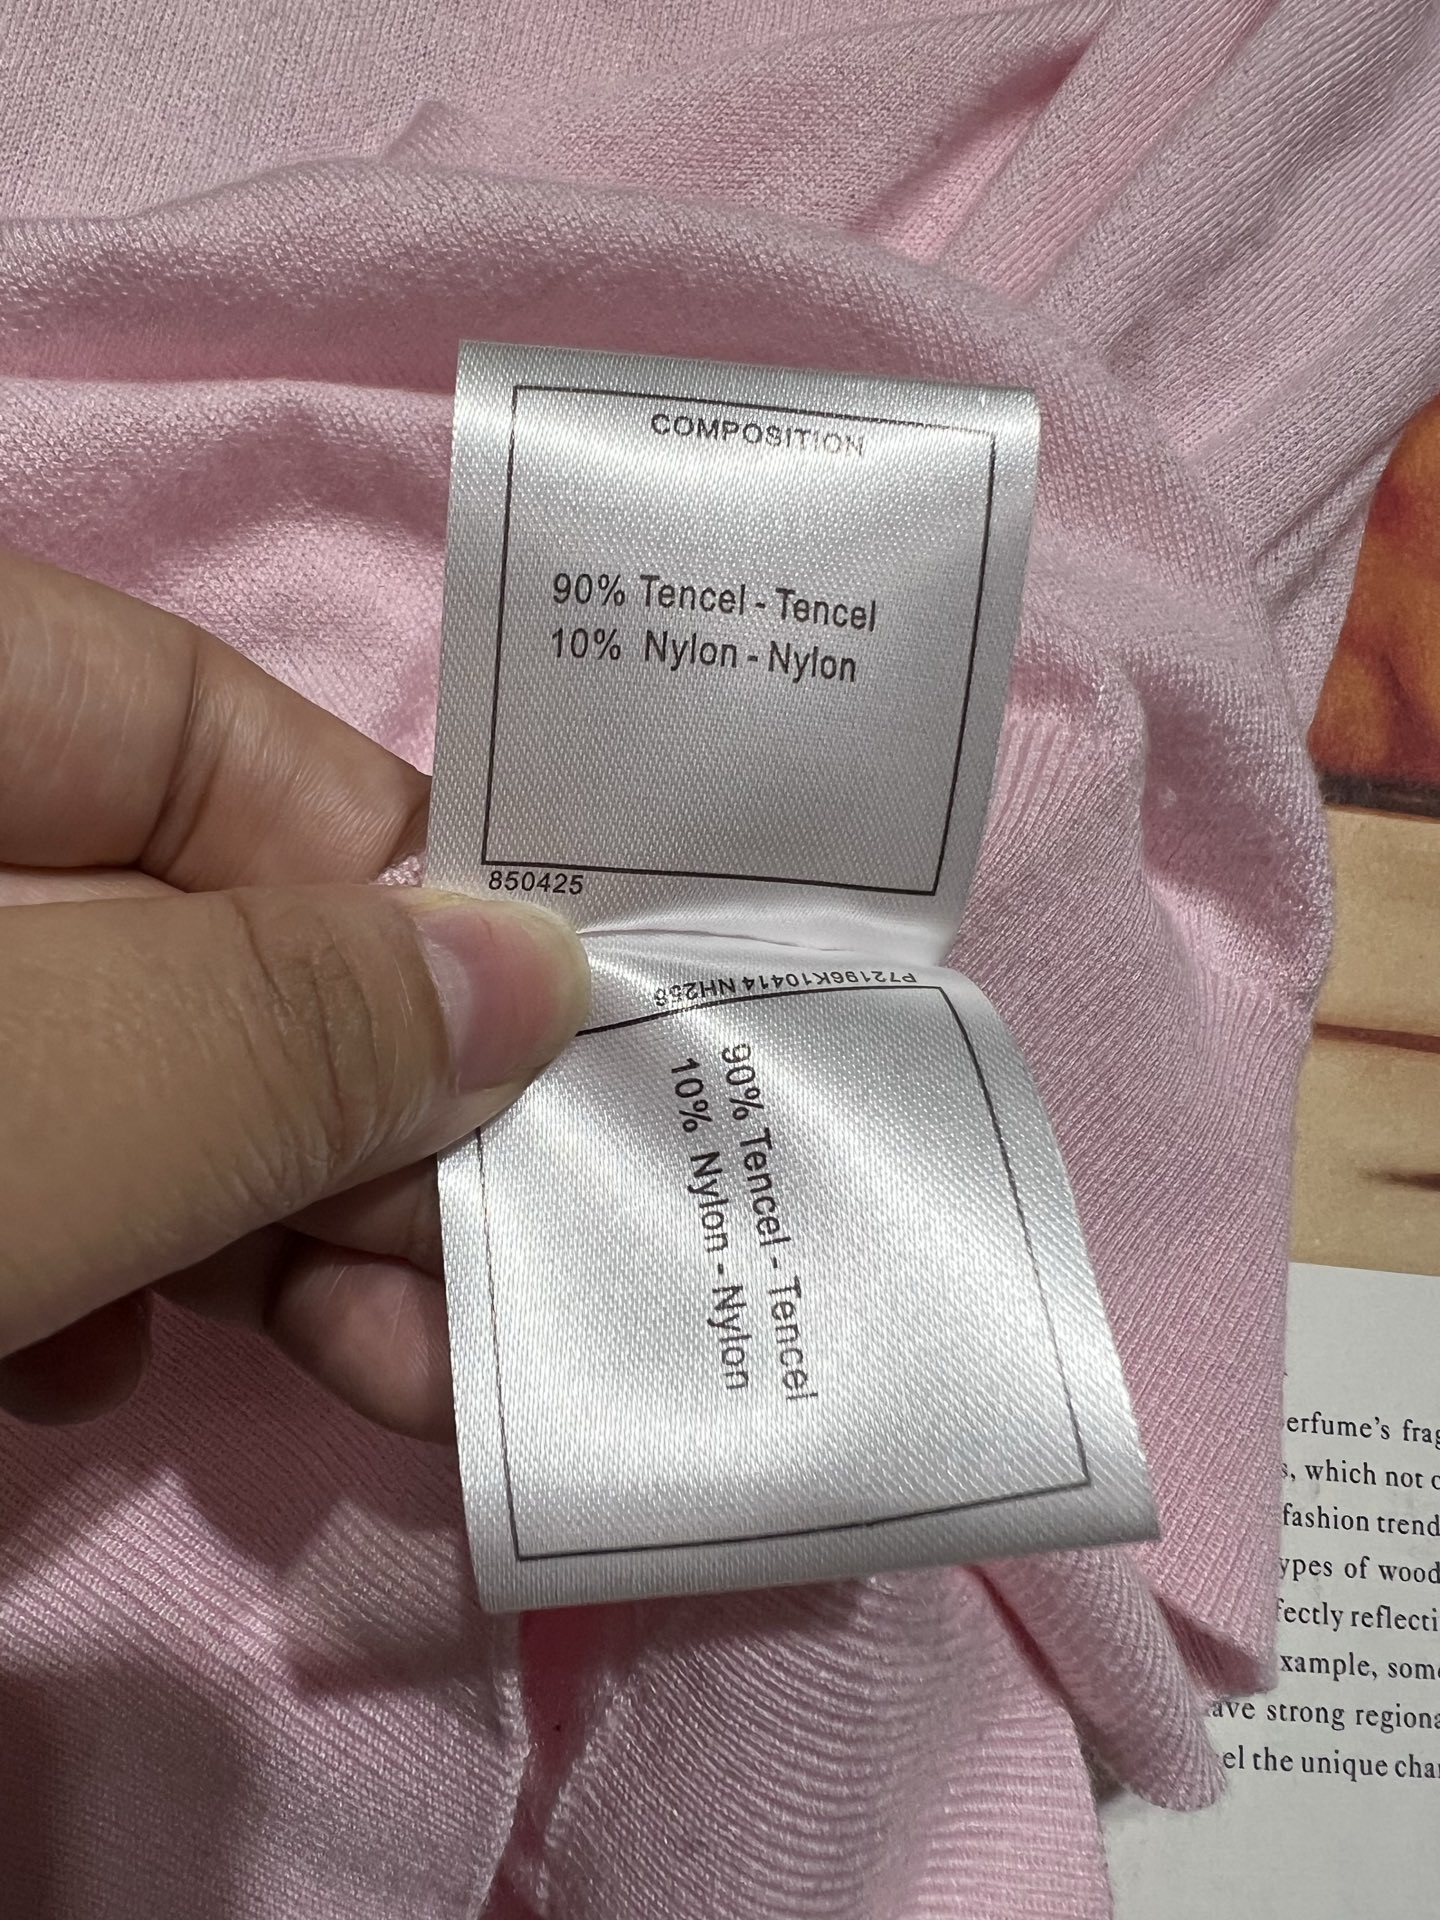 COMPOSITION
90% Tencel - Tencel
10% Nylon - Nylon
850425
P72196K10414 NH258
90% Tencel - Tencel
10% Nylon - Nylon
erfume's frag
s, which not o
fashion trend
ypes of wood
fectly reflecti
xample, some
ave strong regiona
el the unique char